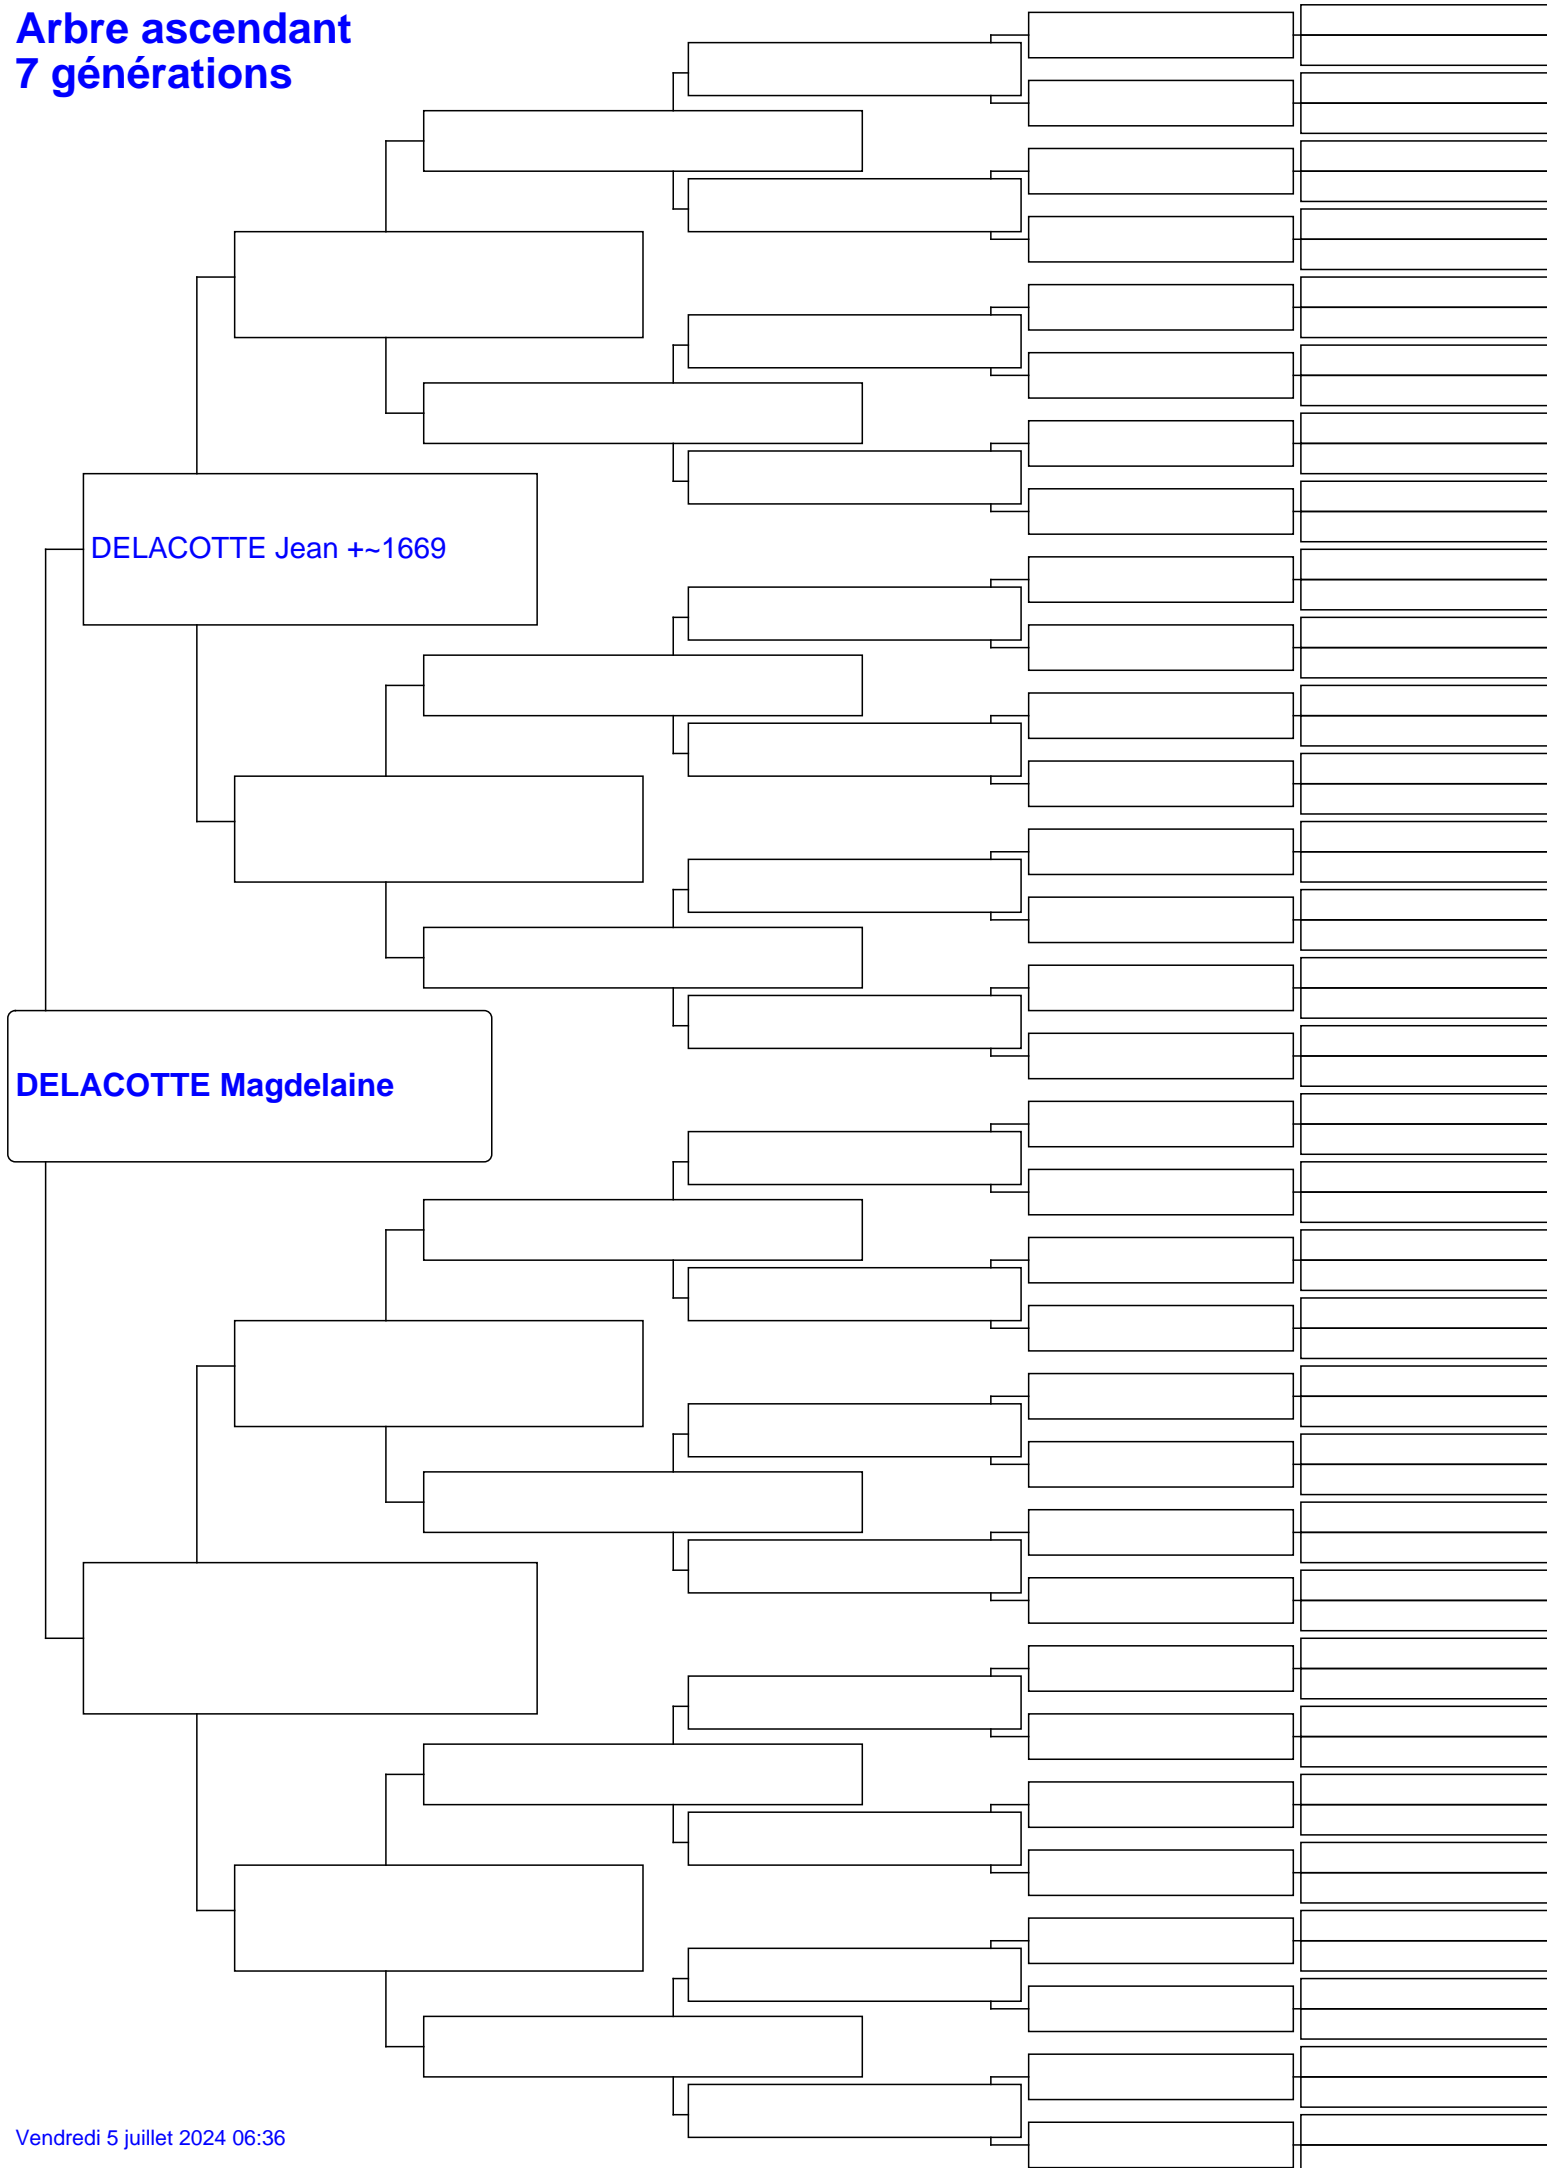 Arbre ascendant
7 générations
DELACOTTE Jean +~1669
DELACOTTE Magdelaine
Vendredi 5 juillet 2024 06:36